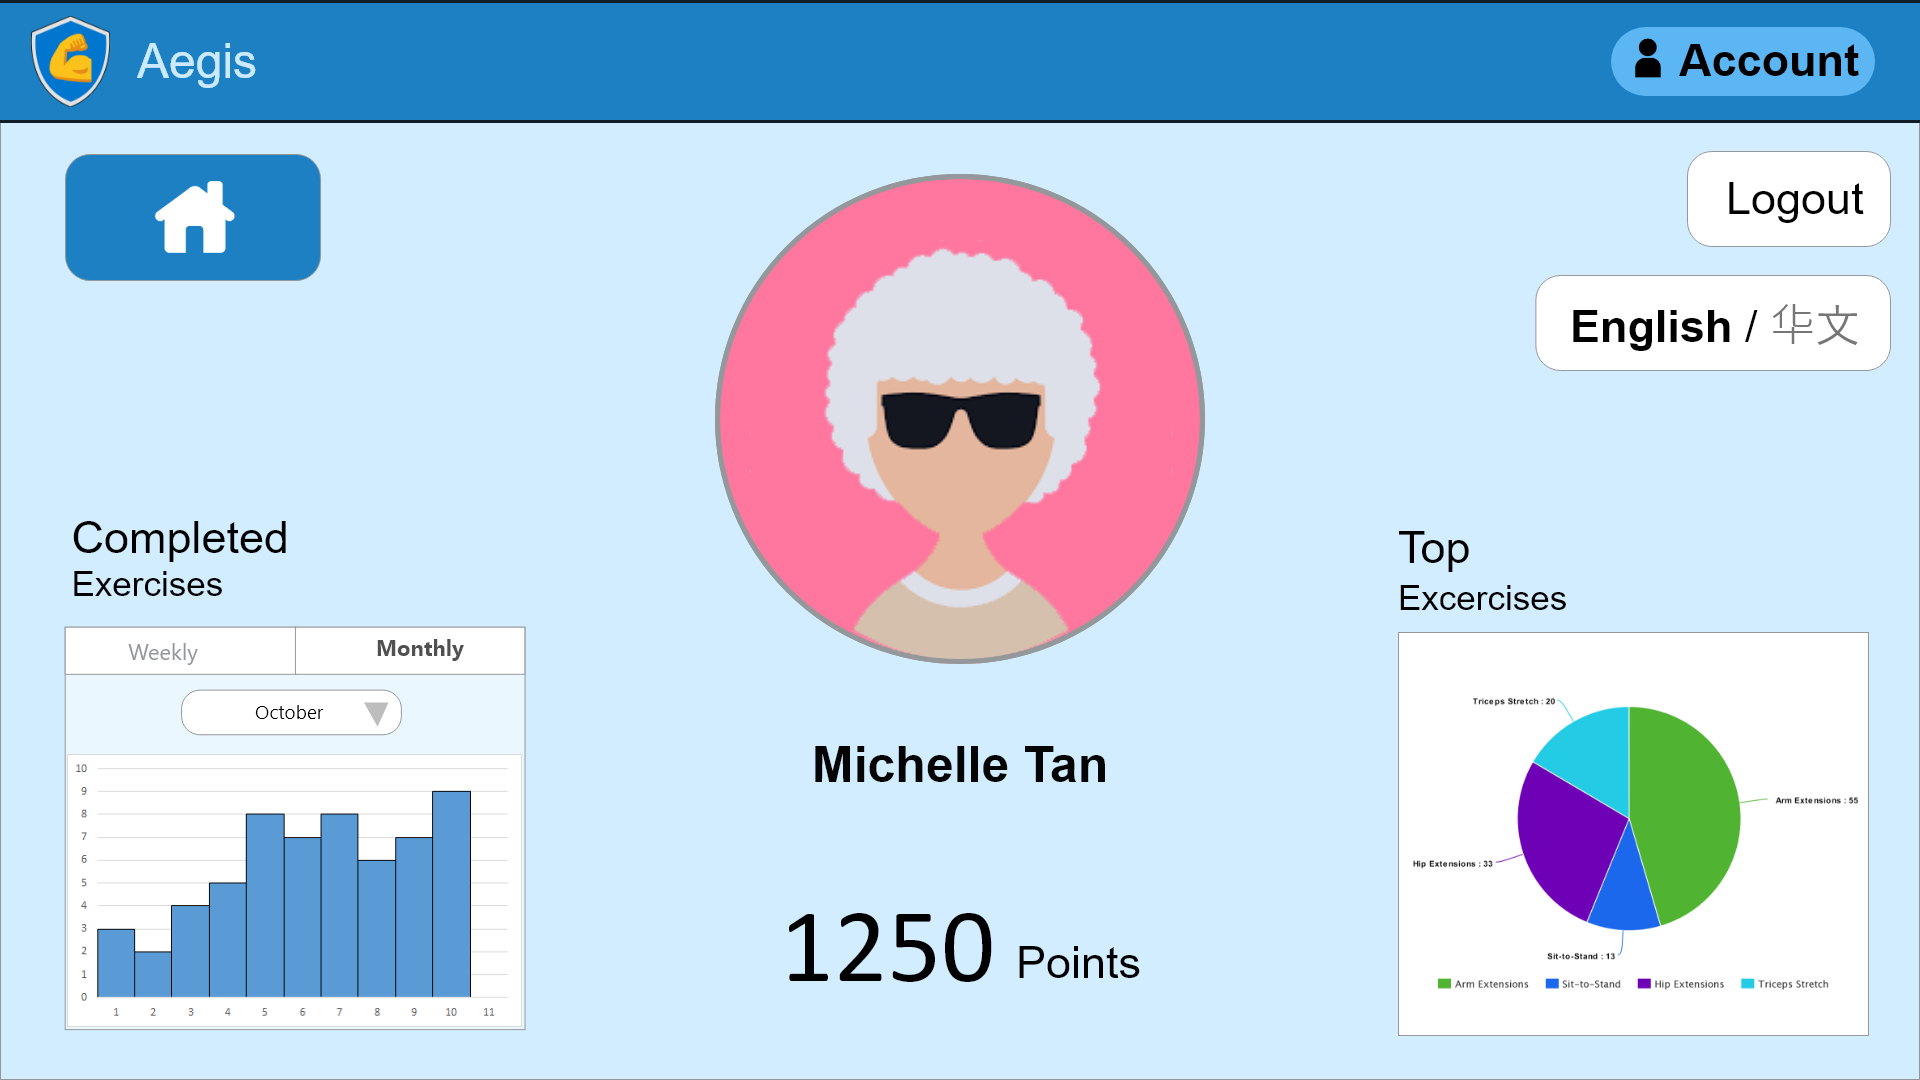 Aegis
Account
Logout
English / 华文
Completed
Exercises
Weekly
Monthly
October
10
9
8
7
6
5
4
3
2
1
0
1 2 3 4 5 6 7 8 9 10 11
Michelle Tan
1250 Points
Top
Excercises
Triceps Stretch : 20
Arm Extensions : 55
Hip Extensions : 33
Sit-to-Stand : 13
Arm Extensions Sit-to-Stand Hip Extensions Triceps Stretch